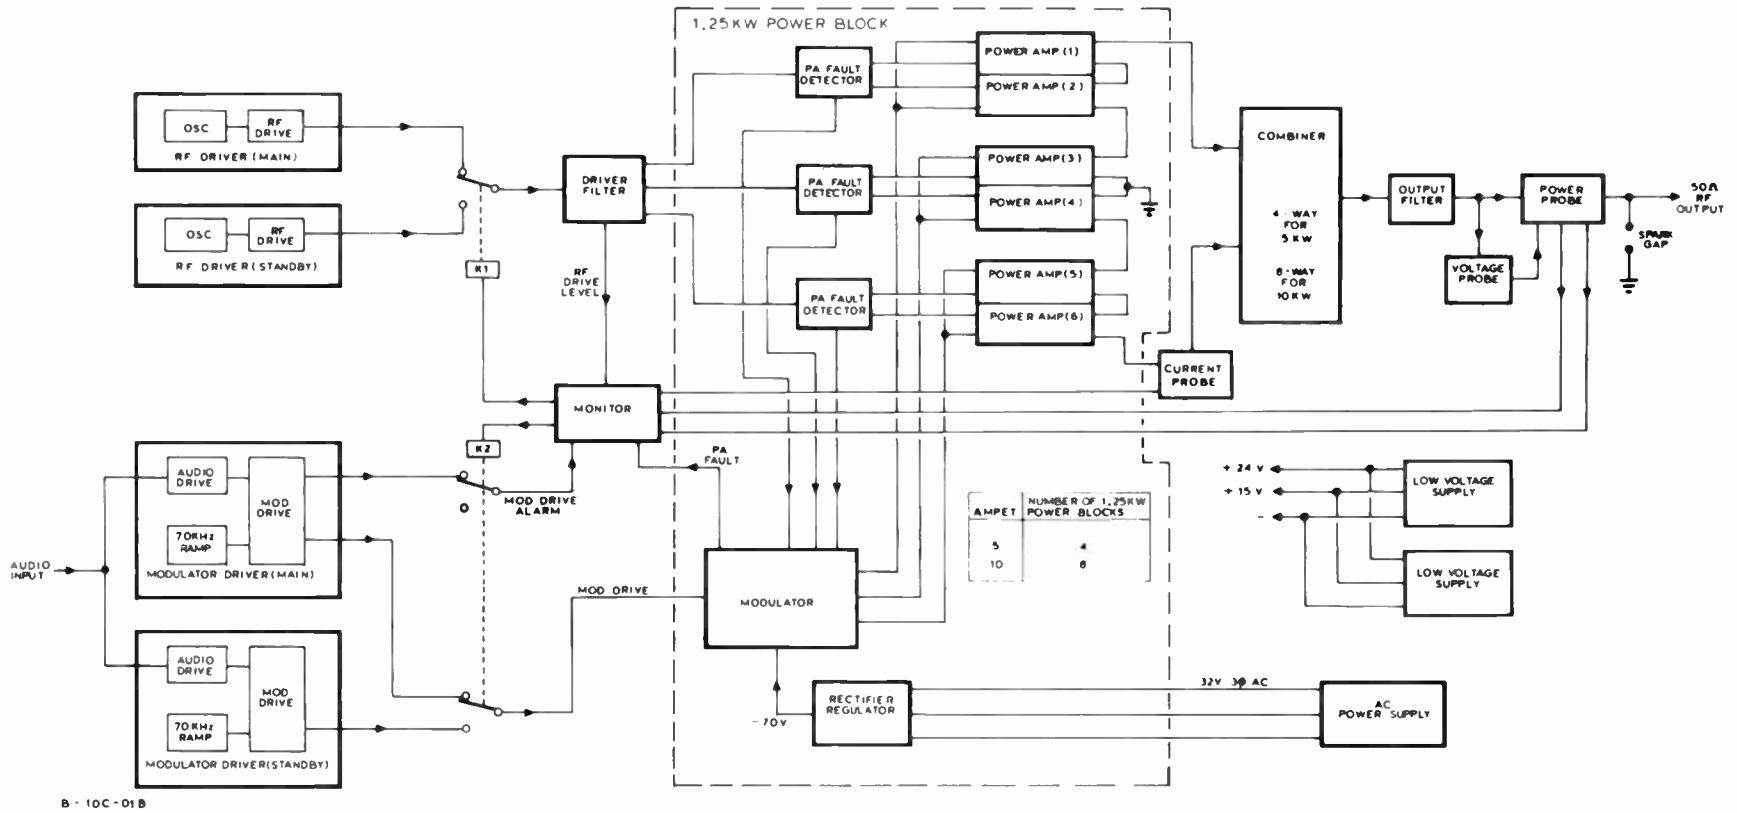 1.25KW POWER BLOCK
OSC
RF
DRIVE
RF DRIVER (MAIN)
OSC
RF
DRIVE
RF DRIVER (STANDBY)
K1
DRIVER
FILTER
RF
DRIVE
LEVEL
PA FAULT
DETECTOR
PA FAULT
DETECTOR
PA FAULT
DETECTOR
POWER AMP (1)
POWER AMP (2)
POWER AMP (3)
POWER AMP (4)
POWER AMP (5)
POWER AMP (6)
COMBINER
4-WAY
FOR
5KW
8-WAY
FOR
10KW
OUTPUT
FILTER
POWER
PROBE
VOLTAGE
PROBE
50Ω
RF
OUTPUT
SPARK
GAP
CURRENT
PROBE
MONITOR
K2
PA
FAULT
MOD DRIVE
ALARM
AUDIO
INPUT
AUDIO
DRIVE
70KHz
RAMP
MOD
DRIVE
MODULATOR DRIVER (MAIN)
AUDIO
DRIVE
70KHz
RAMP
MOD
DRIVE
MODULATOR DRIVER (STANDBY)
MOD DRIVE
MODULATOR
AMPET
NUMBER OF 1.25KW
POWER BLOCKS
5 4
10 8
+ 24 V
+ 15 V
-
LOW VOLTAGE
SUPPLY
LOW VOLTAGE
SUPPLY
-70V
RECTIFIER
REGULATOR
32V 3Ø AC
AC
POWER SUPPLY
B-10C-01B